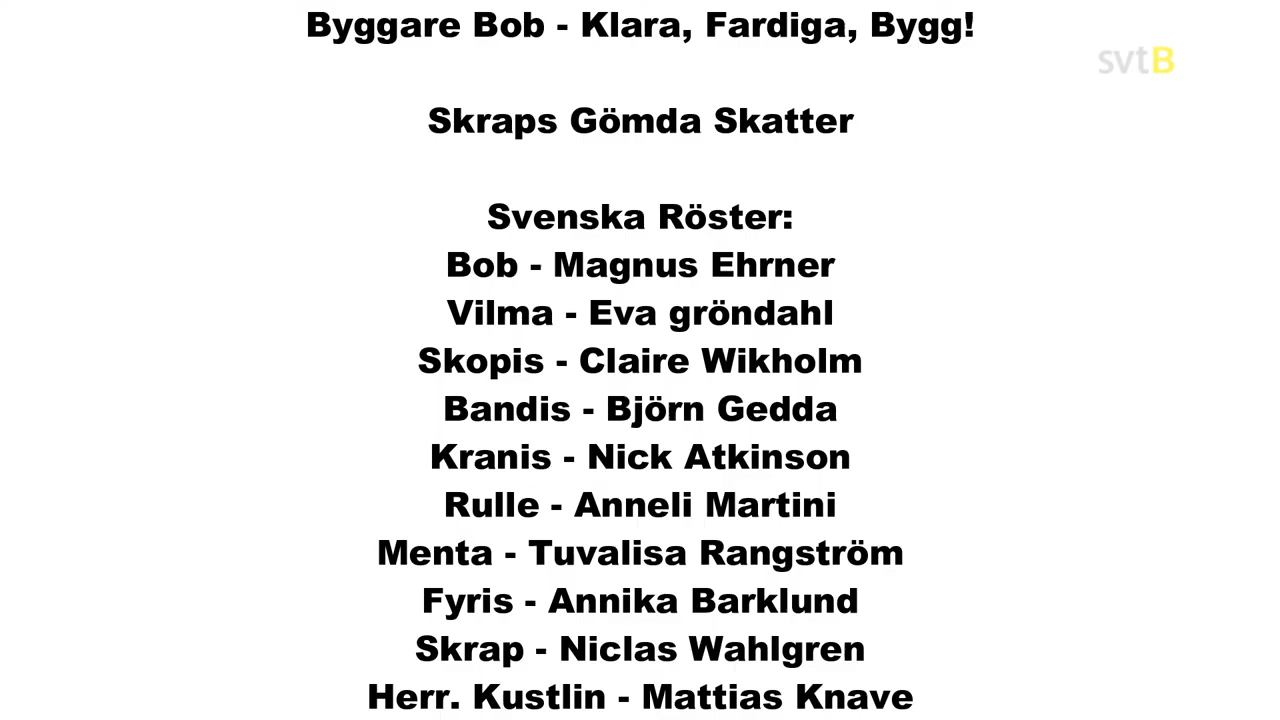 Byggare Bob - Klara, Fardiga, Bygg!
svtB
Skraps Gömda Skatter
Svenska Röster:
Bob - Magnus Ehrner
Vilma - Eva gröndahl
Skopis - Claire Wikholm
Bandis - Björn Gedda
Kranis - Nick Atkinson
Rulle - Anneli Martini
Menta - Tuvalisa Rangström
Fyris - Annika Barklund
Skrap - Niclas Wahlgren
Herr. Kustlin - Mattias Knave